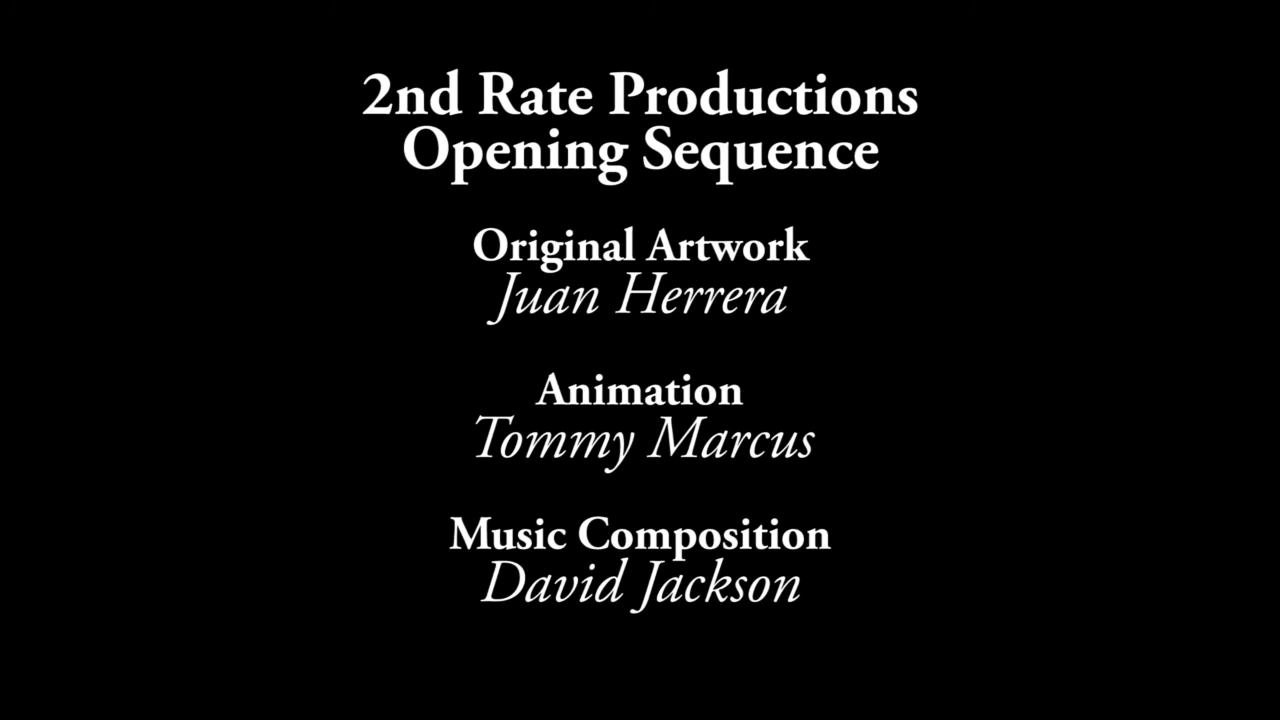 2nd Rate Productions
Opening Sequence
Original Artwork
Juan Herrera
Animation
Tommy Marcus
Music Composition
David Jackson